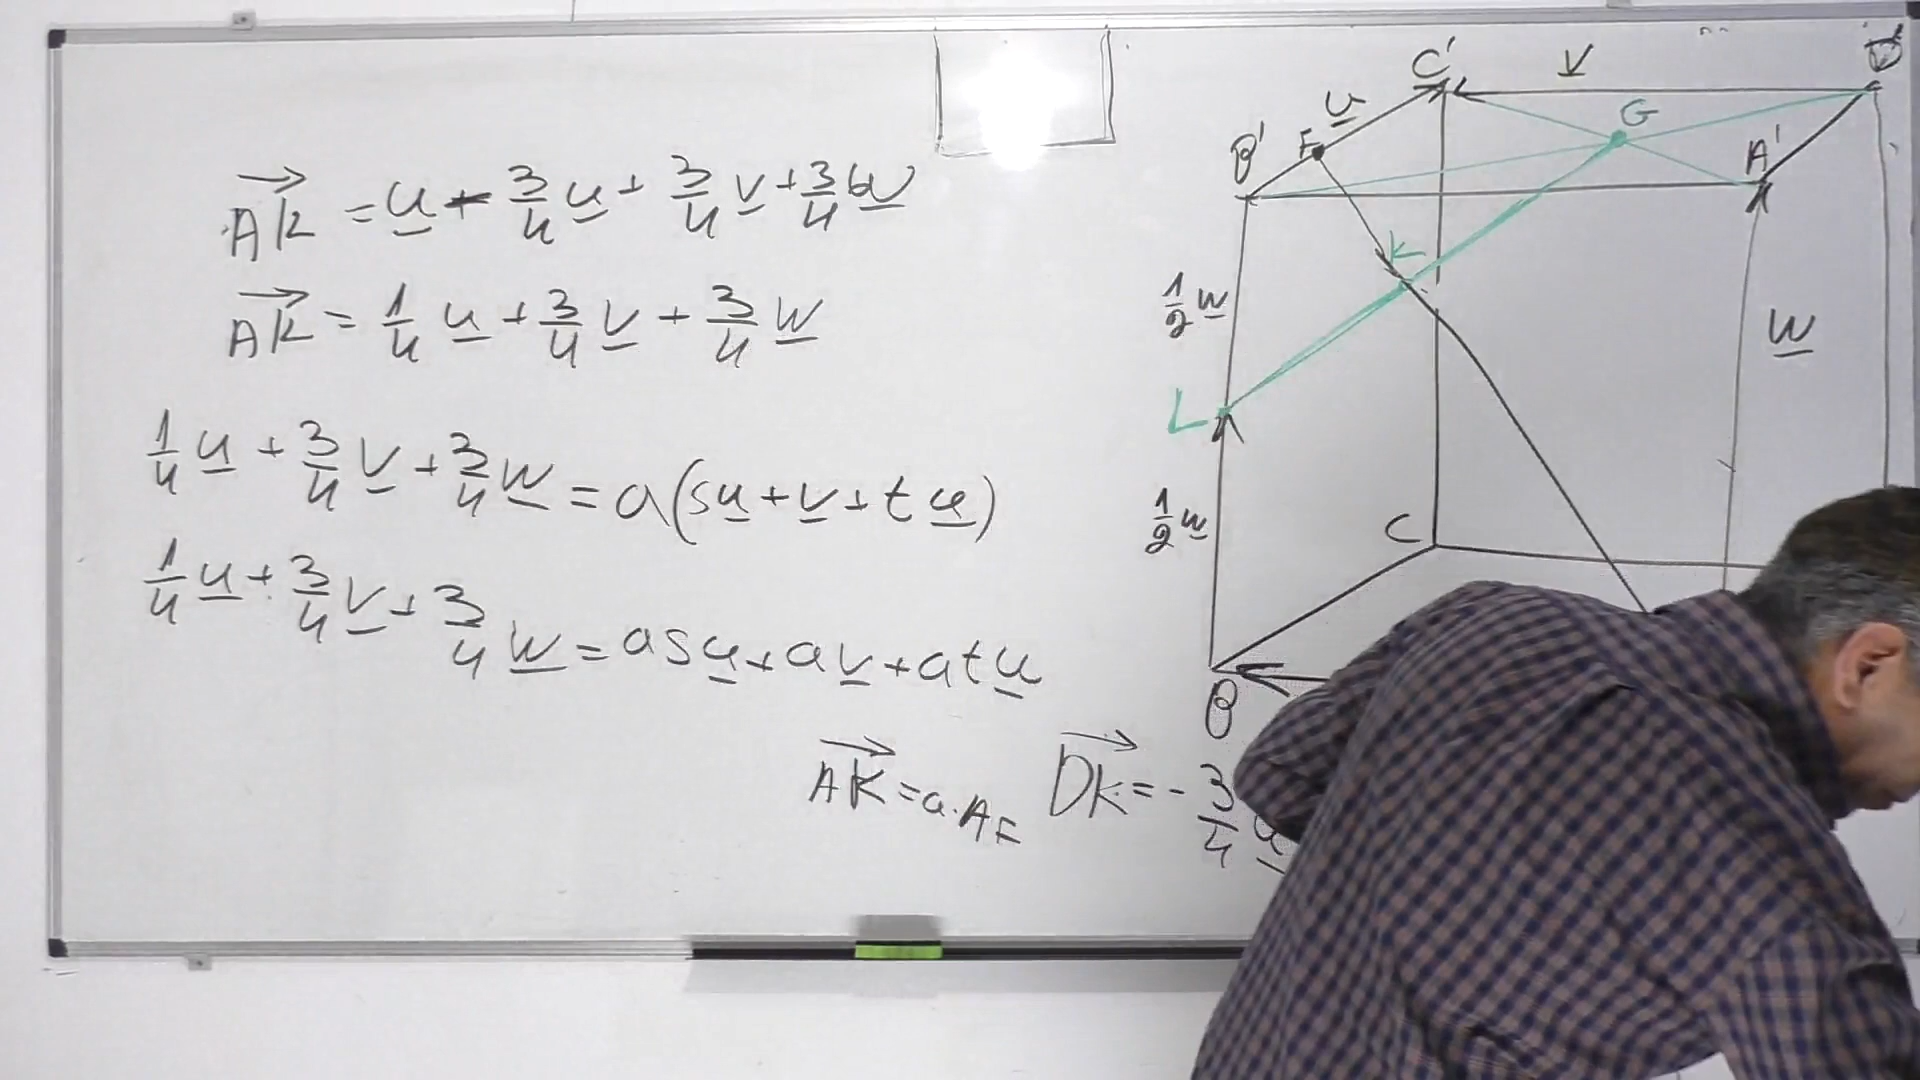 AK = u - 3/4 u + 3/4 v + 3/4 w
AK = 1/4 u + 3/4 v + 3/4 w
1/4 u + 3/4 v + 3/4 w = a(su + v + tu)
1/4 u + 3/4 v + 3/4 w = asu + av + atu
AK = a·AF
DK = - 3/4 u
C'
v
u
F
B'
G
A'
K
1/2 w
w
L
1/2 w
C
B